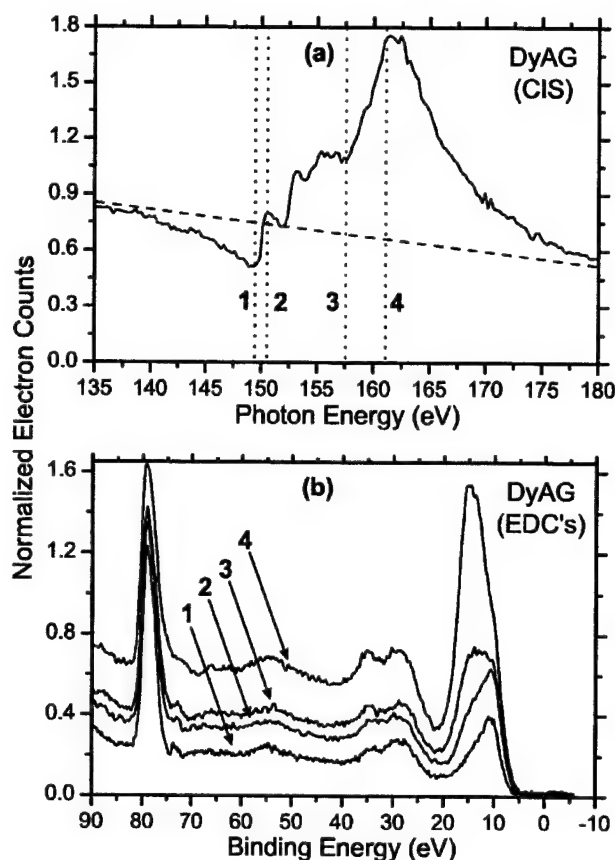 Normalized Electron Counts
1.8
1.5
1.2
0.9
0.6
0.3
0.0
(a)
DyAG
(CIS)
1 2 3 4
135 140 145 150 155 160 165 170 175 180
Photon Energy (eV)
1.6
1.2
0.8
0.4
0.0
(b)
DyAG
(EDC's)
4
3
2
1
90 80 70 60 50 40 30 20 10 0 -10
Binding Energy (eV)